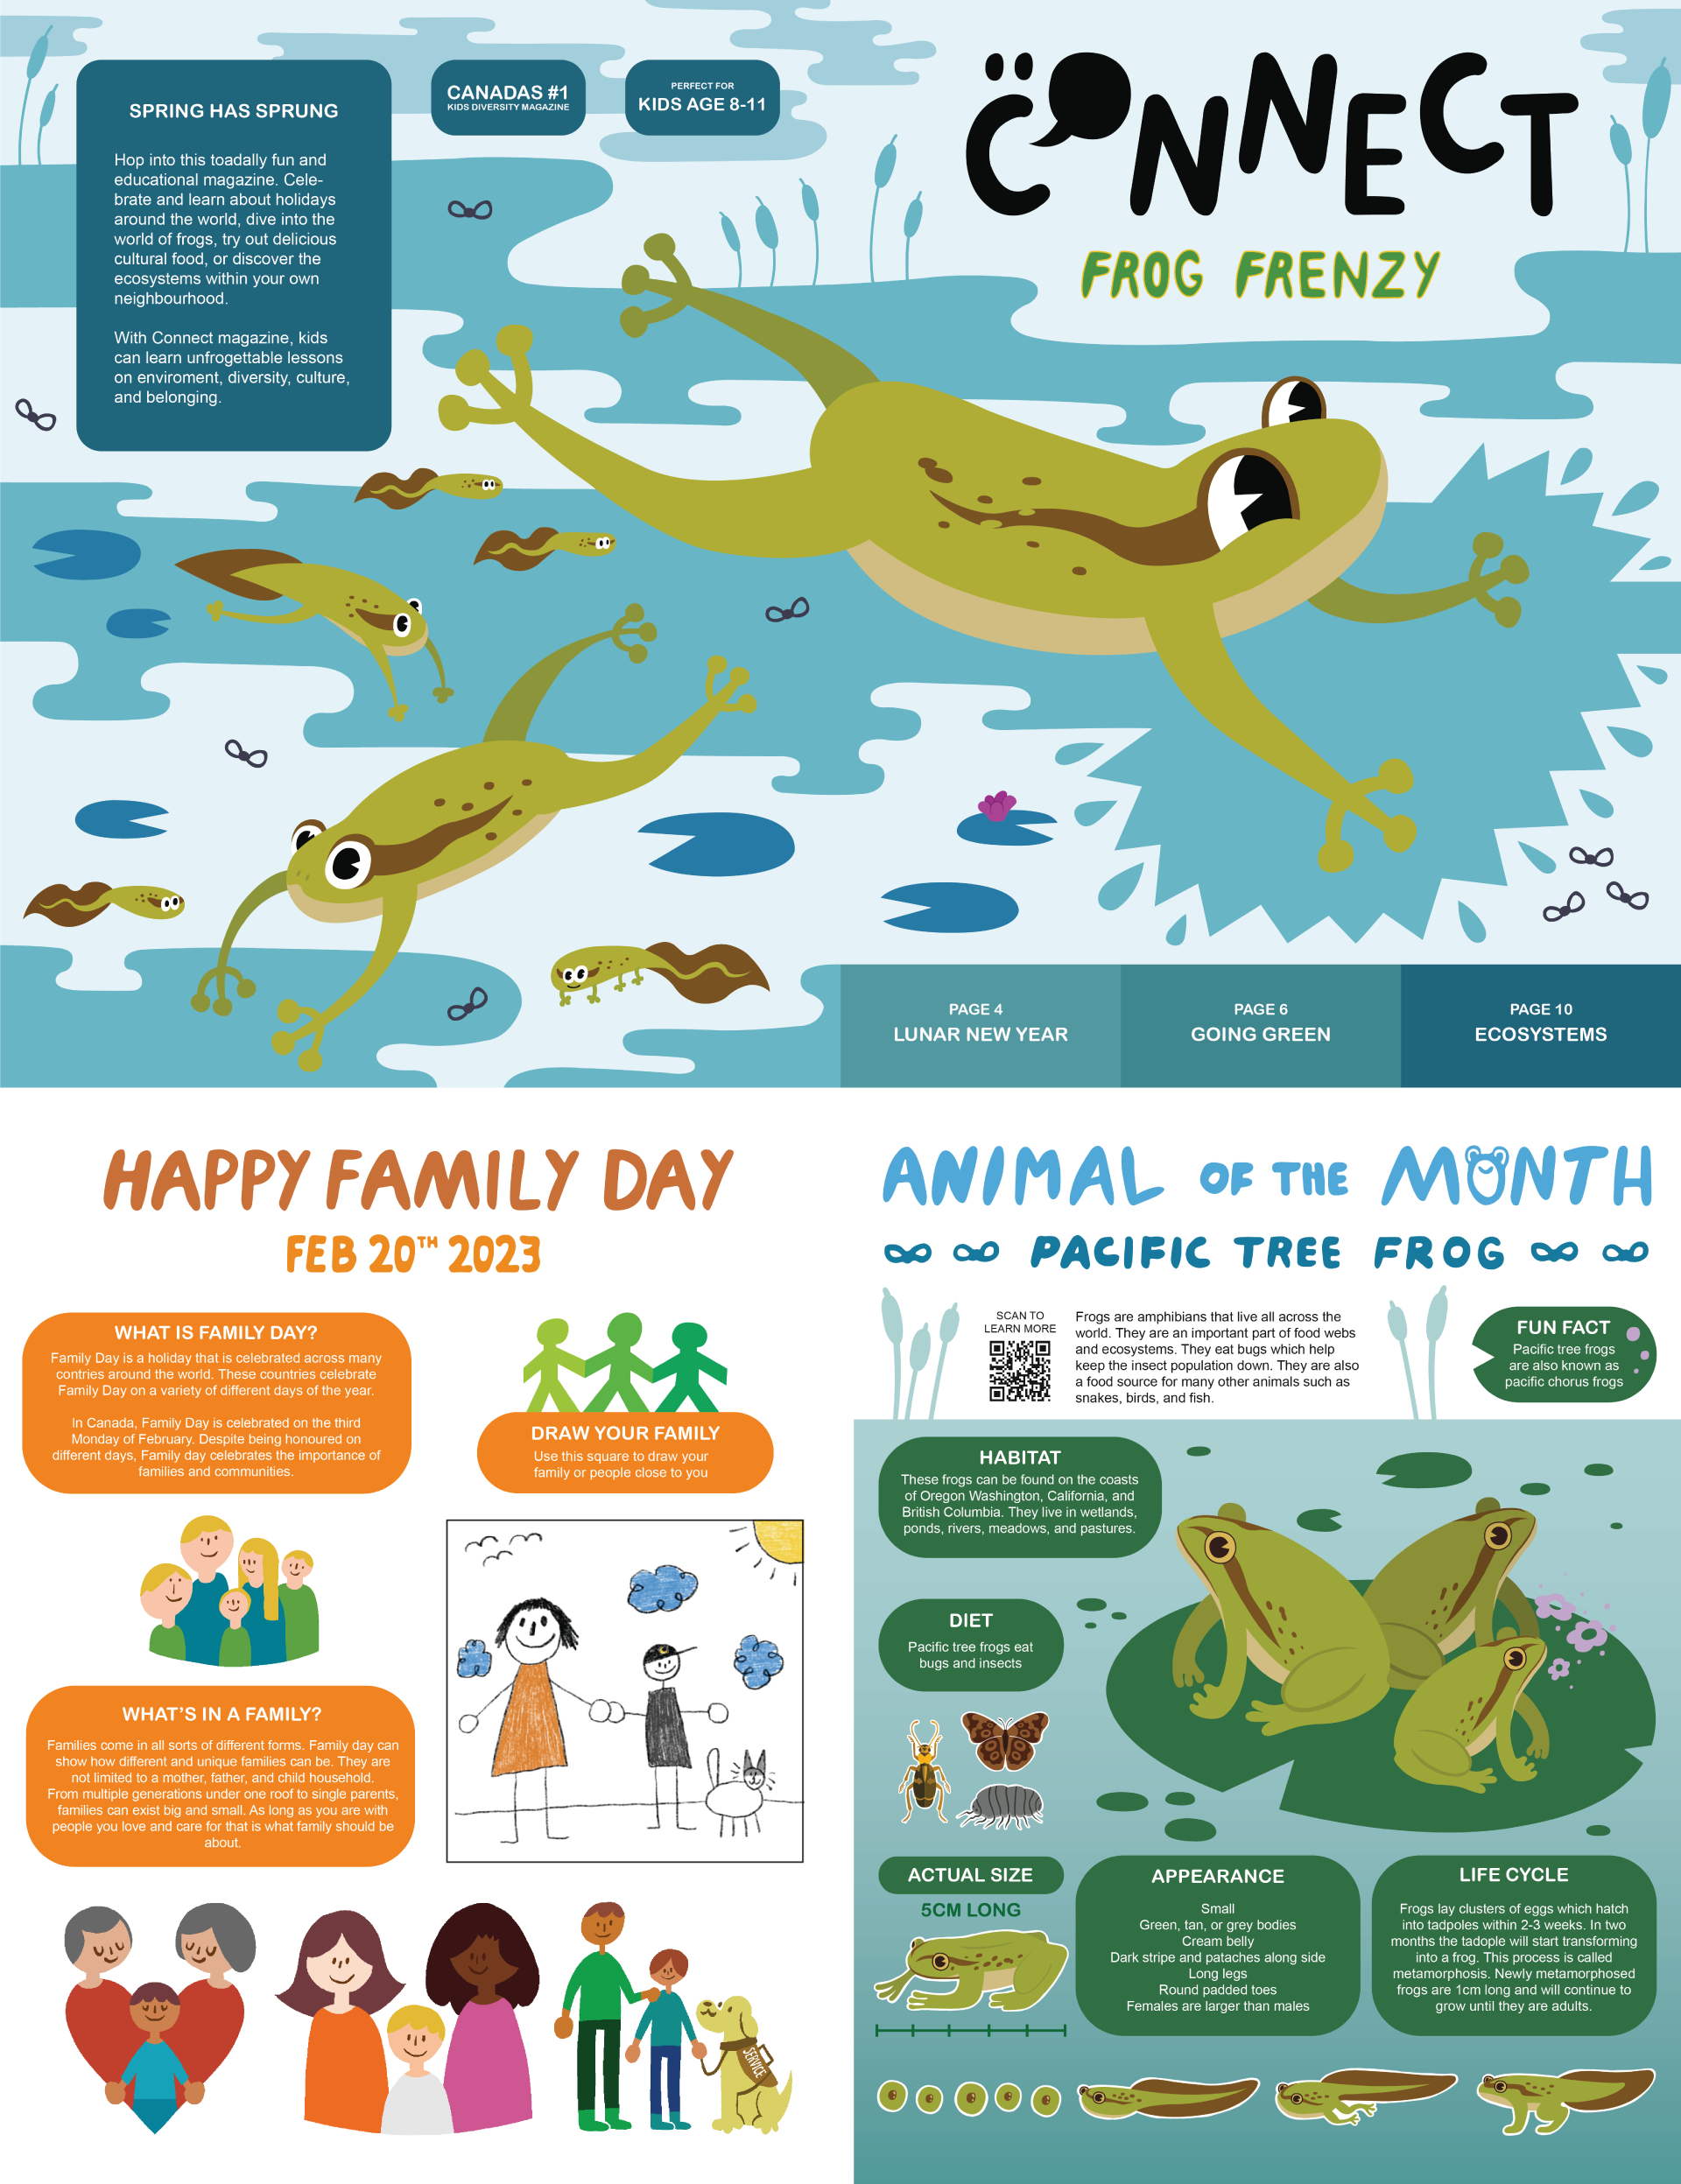 SPRING HAS SPRUNG
Hop into this toadally fun and
educational magazine. Cele-
brate and learn about holidays
around the world, dive into the
world of frogs, try out delicious
cultural food, or discover the
ecosystems within your own
neighbourhood.
With Connect magazine, kids
can learn unfrogettable lessons
on enviroment, diversity, culture,
and belonging.
CANADAS #1
KIDS DIVERSITY MAGAZINE
PERFECT FOR
KIDS AGE 8-11
CONNECT
FROG FRENZY
PAGE 4
LUNAR NEW YEAR
PAGE 6
GOING GREEN
PAGE 10
ECOSYSTEMS
HAPPY FAMILY DAY
FEB 20TH 2023
WHAT IS FAMILY DAY?
Family Day is a holiday that is celebrated across many
contries around the world. These countries celebrate
Family Day on a variety of different days of the year.
In Canada, Family Day is celebrated on the third
Monday of February. Despite being honoured on
different days, Family day celebrates the importance of
families and communities.
DRAW YOUR FAMILY
Use this square to draw your
family or people close to you
WHAT'S IN A FAMILY?
Families come in all sorts of different forms. Family day can
show how different and unique families can be. They are
not limited to a mother, father, and child household.
From multiple generations under one roof to single parents,
families can exist big and small. As long as you are with
people you love and care for that is what family should be
about.
SERVICE
ANIMAL OF THE MONTH
PACIFIC TREE FROG
SCAN TO
LEARN MORE
Frogs are amphibians that live all across the
world. They are an important part of food webs
and ecosystems. They eat bugs which help
keep the insect population down. They are also
a food source for many other animals such as
snakes, birds, and fish.
FUN FACT
Pacific tree frogs
are also known as
pacific chorus frogs
HABITAT
These frogs can be found on the coasts
of Oregon Washington, California, and
British Columbia. They live in wetlands,
ponds, rivers, meadows, and pastures.
DIET
Pacific tree frogs eat
bugs and insects
ACTUAL SIZE
5CM LONG
APPEARANCE
Small
Green, tan, or grey bodies
Cream belly
Dark stripe and pataches along side
Long legs
Round padded toes
Females are larger than males
LIFE CYCLE
Frogs lay clusters of eggs which hatch
into tadpoles within 2-3 weeks. In two
months the tadople will start transforming
into a frog. This process is called
metamorphosis. Newly metamorphosed
frogs are 1cm long and will continue to
grow until they are adults.